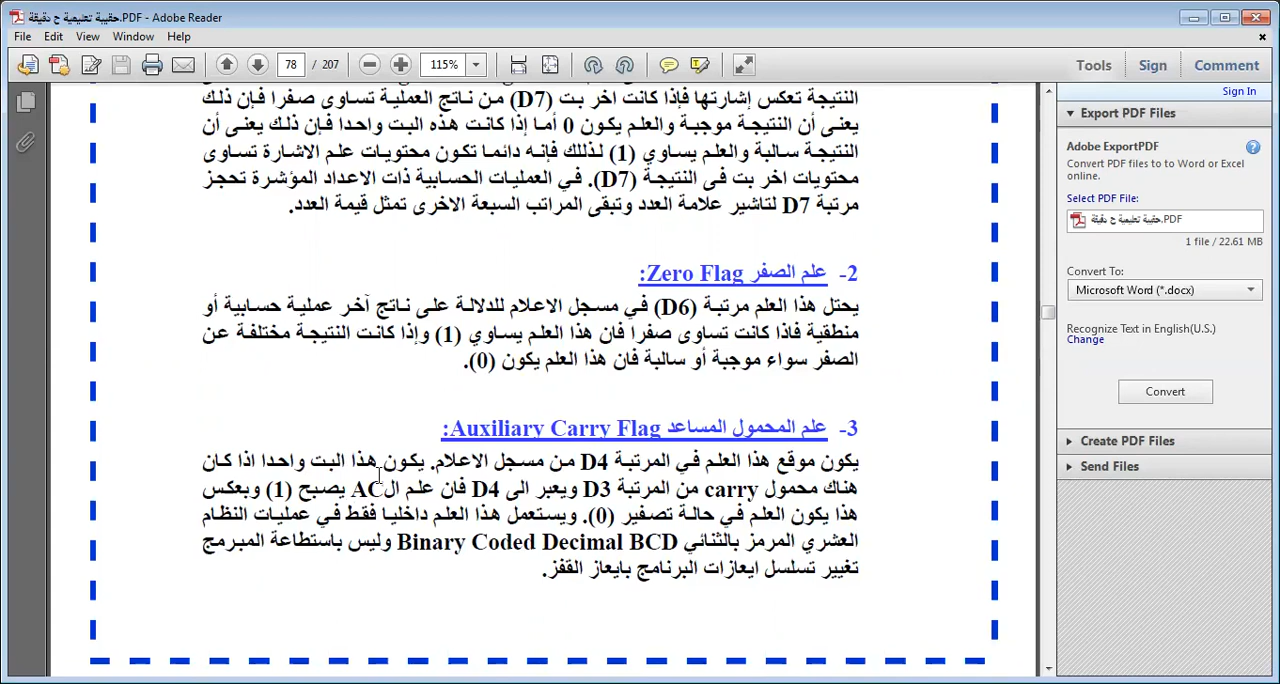 حقيبة تعليمية ح دقيقة.PDF - Adobe Reader
File Edit View Window Help
78 / 207 115% Tools Sign Comment
النتيجة تعكس إشارتها فإذا كانت اخر بت (D7) من ناتج العملية تساوى صفرا فإن ذلك
يعنى أن النتيجة موجبة والعلم يكون 0 أما إذا كانت هذه البت واحدا فإن ذلك يعنى أن
النتيجة سالبة والعلم يساوي (1) لذلك فإنه دائما تكون محتويات علم الاشارة تساوى
محتويات اخر بت فى النتيجة (D7). في العمليات الحسابية ذات الاعداد المؤشرة تحجز
مرتبة D7 لتاشير علامة العدد وتبقى المراتب السبعة الاخرى تمثل قيمة العدد.
2- علم الصفر Zero Flag:
يحتل هذا العلم مرتبة (D6) في مسجل الاعلام للدلالة على ناتج آخر عملية حسابية أو
منطقية فاذا كانت تساوى صفرا فان هذا العلم يساوي (1) وإذا كانت النتيجة مختلفة عن
الصفر سواء موجبة أو سالبة فان هذا العلم يكون (0).
3- علم المحمول المساعد Auxiliary Carry Flag:
يكون موقع هذا العلم في المرتبة D4 من مسجل الاعلام. يكون هذا البت واحدا اذا كان
هناك محمول carry من المرتبة D3 ويعبر الى D4 فان علم الAC يصبح (1) وبعكس
هذا يكون العلم في حالة تصفير (0). ويستعمل هذا العلم داخليا فقط في عمليات النظام
العشري المرمز بالثنائي Binary Coded Decimal BCD وليس باستطاعة المبرمج
تغيير تسلسل ايعازات البرنامج بايعاز القفز.
Sign In
Export PDF Files
Adobe ExportPDF
Convert PDF files to to Word or Excel
online.
Select PDF File:
حقيبة تعليمية ح دقيقة.PDF
1 file / 22.61 MB
Convert To:
Microsoft Word (*.docx)
Recognize Text in English(U.S.)
Change
Convert
Create PDF Files
Send Files